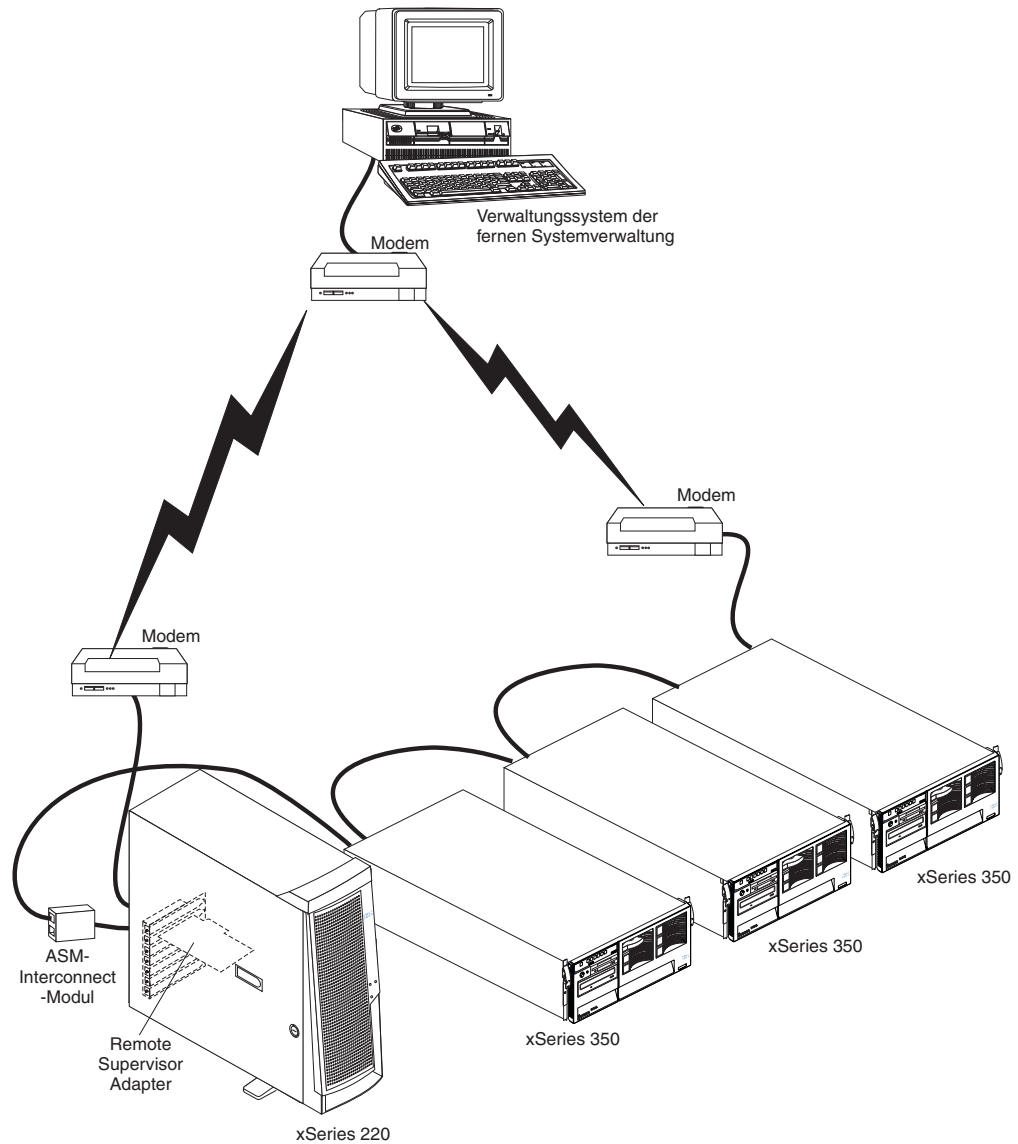 Verwaltungssystem der
fernen Systemverwaltung
Modem
Modem
Modem
xSeries 350
xSeries 350
xSeries 350
ASM-
Interconnect
-Modul
Remote
Supervisor
Adapter
xSeries 220